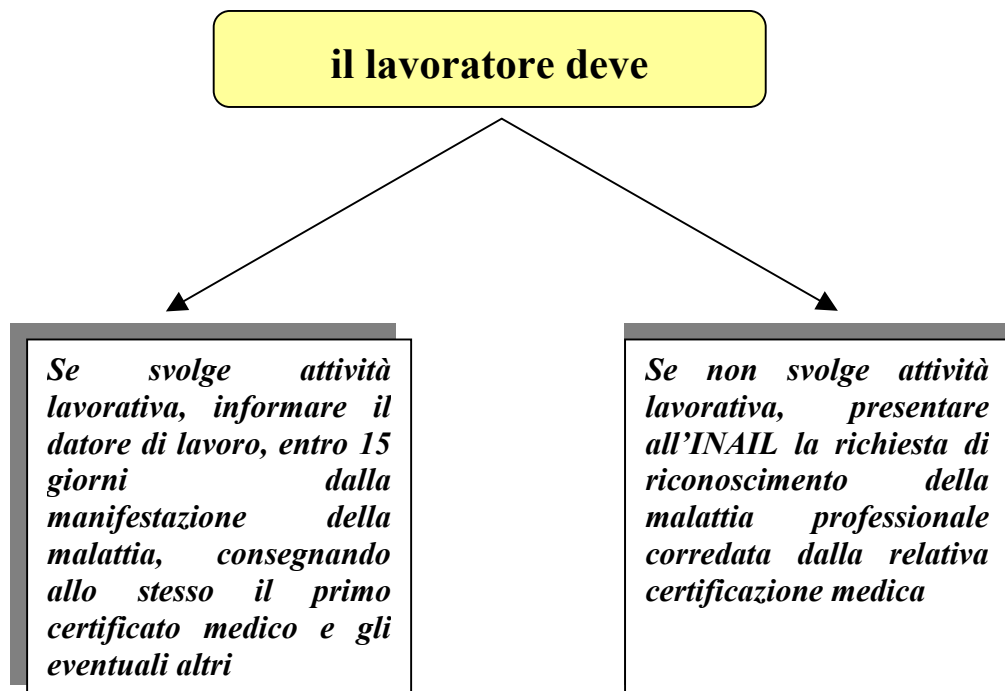 il lavoratore deve
Se svolge attività
lavorativa, informare il
datore di lavoro, entro 15
giorni dalla
manifestazione della
malattia, consegnando
allo stesso il primo
certificato medico e gli
eventuali altri
Se non svolge attività
lavorativa, presentare
all’INAIL la richiesta di
riconoscimento della
malattia professionale
corredata dalla relativa
certificazione medica